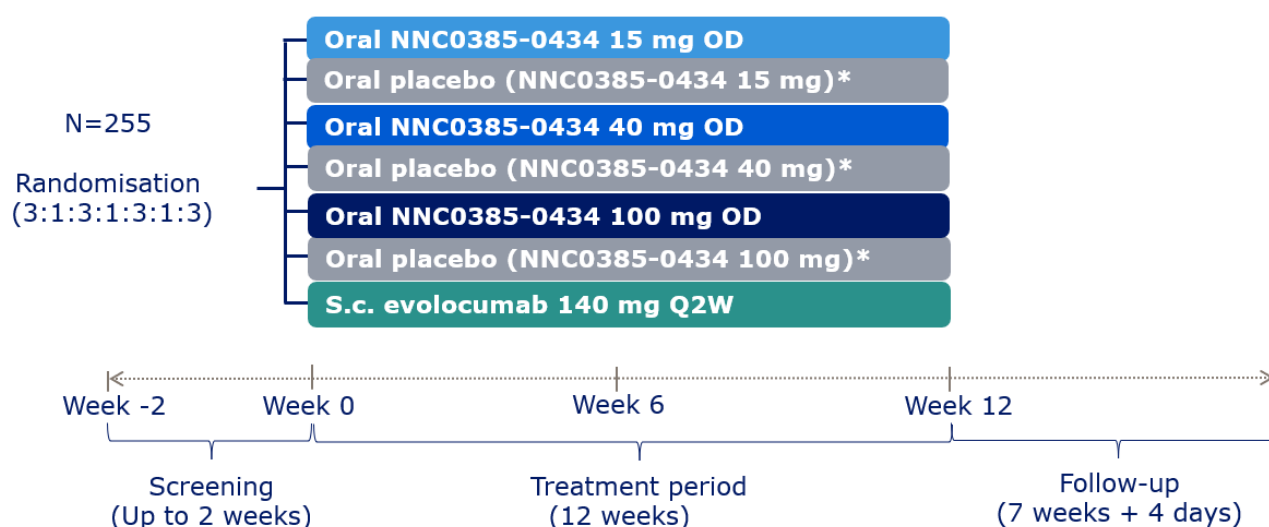 Oral NNC0385-0434 15 mg OD
Oral placebo (NNC0385-0434 15 mg)*
N=255
Oral NNC0385-0434 40 mg OD
Oral placebo (NNC0385-0434 40 mg)*
Randomisation
(3:1:3:1:3:1:3)
Oral NNC0385-0434 100 mg OD
Oral placebo (NNC0385-0434 100 mg)*
S.c. evolocumab 140 mg Q2W
Week -2
Week 0
Week 6
Week 12
Screening
(Up to 2 weeks)
Treatment period
(12 weeks)
Follow-up
(7 weeks + 4 days)